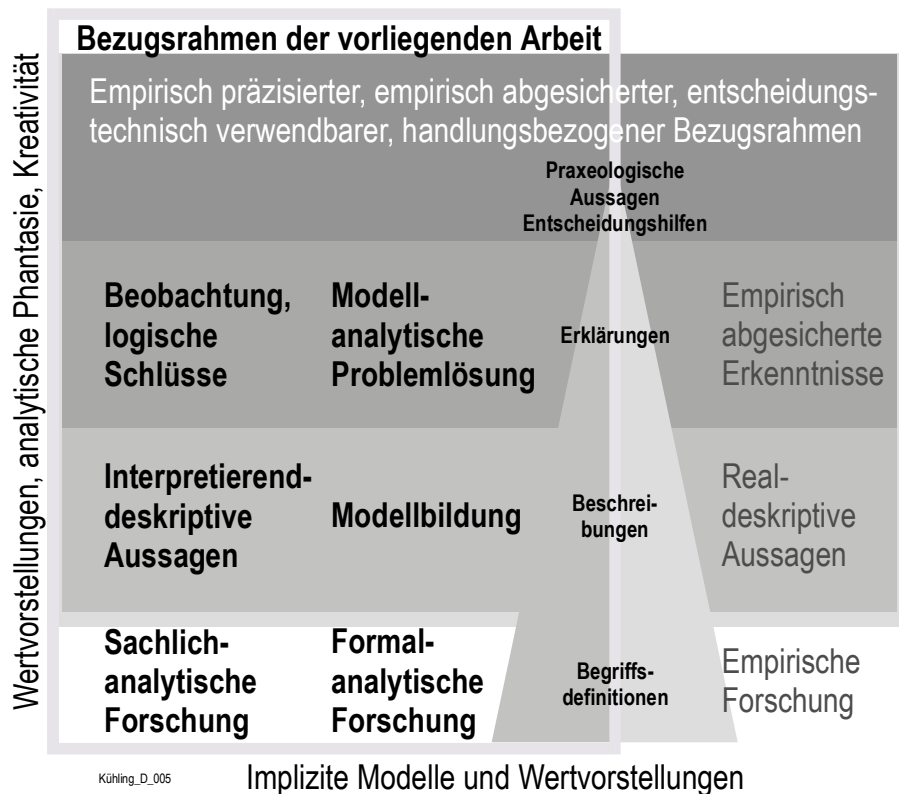 Bezugsrahmen der vorliegenden Arbeit
Empirisch präzisierter, empirisch abgesicherter, entscheidungs-
technisch verwendbarer, handlungsbezogener Bezugsrahmen
Praxeologische
Aussagen
Entscheidungshilfen
Beobachtung,
logische
Schlüsse
Modell-
analytische
Problemlösung
Erklärungen
Empirisch
abgesicherte
Erkenntnisse
Interpretierend-
deskriptive
Aussagen
Modellbildung
Beschrei-
bungen
Real-
deskriptive
Aussagen
Sachlich-
analytische
Forschung
Formal-
analytische
Forschung
Begriffs-
definitionen
Empirische
Forschung
Wertvorstellungen, analytische Phantasie, Kreativität
Kühling_D_005
Implizite Modelle und Wertvorstellungen